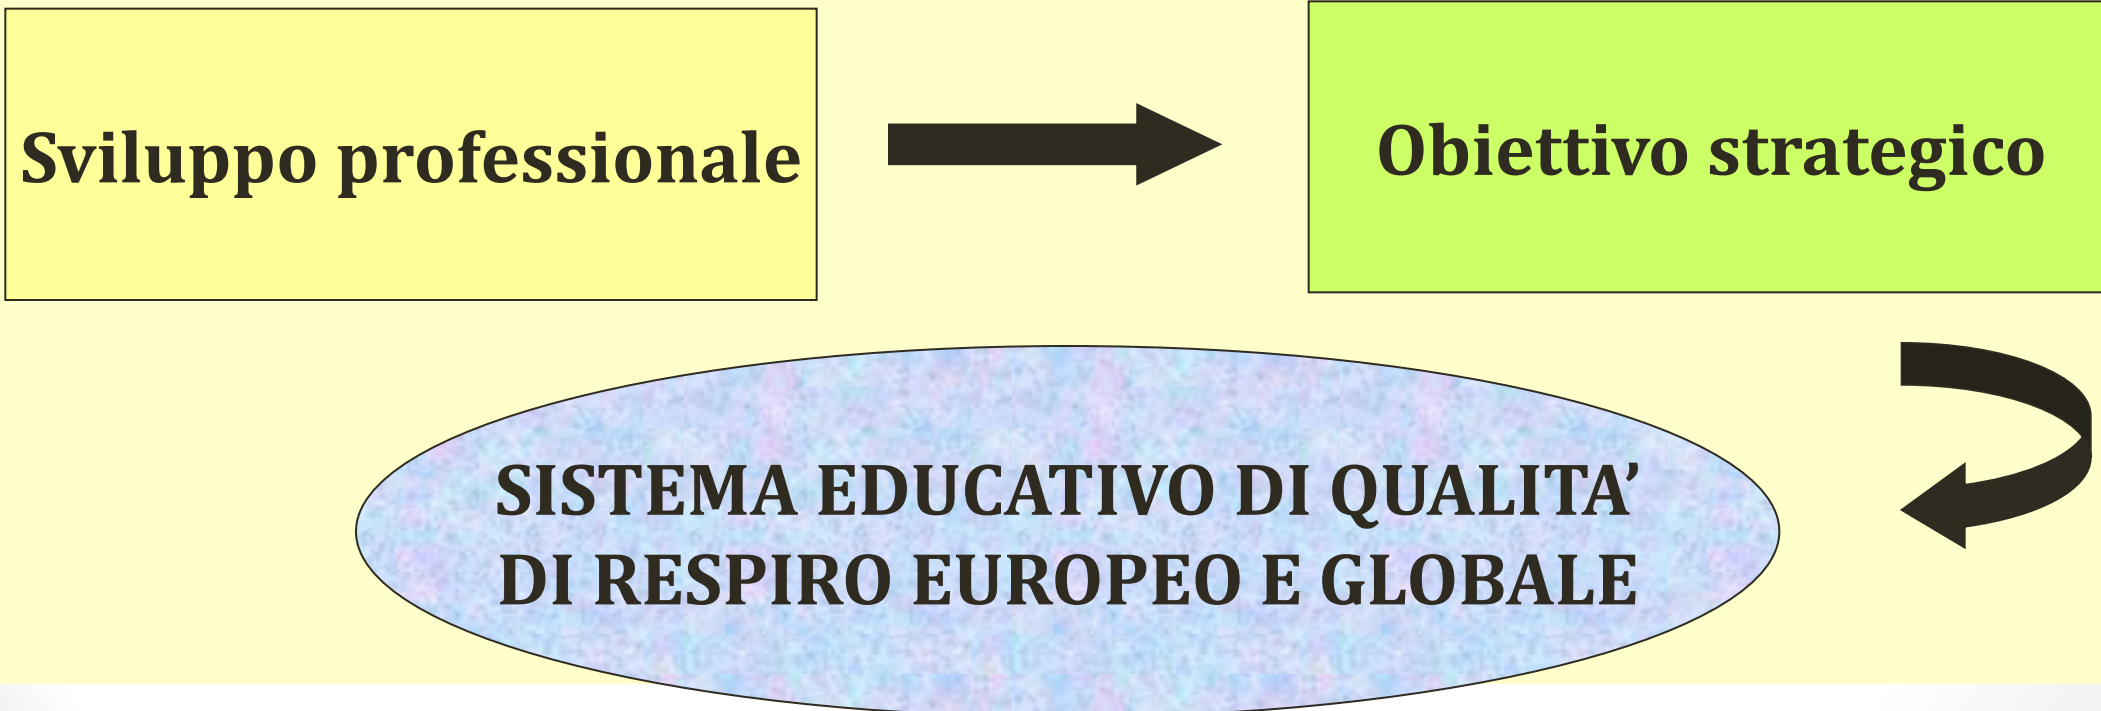 Sviluppo professionale
Obiettivo strategico
SISTEMA EDUCATIVO DI QUALITA’
DI RESPIRO EUROPEO E GLOBALE